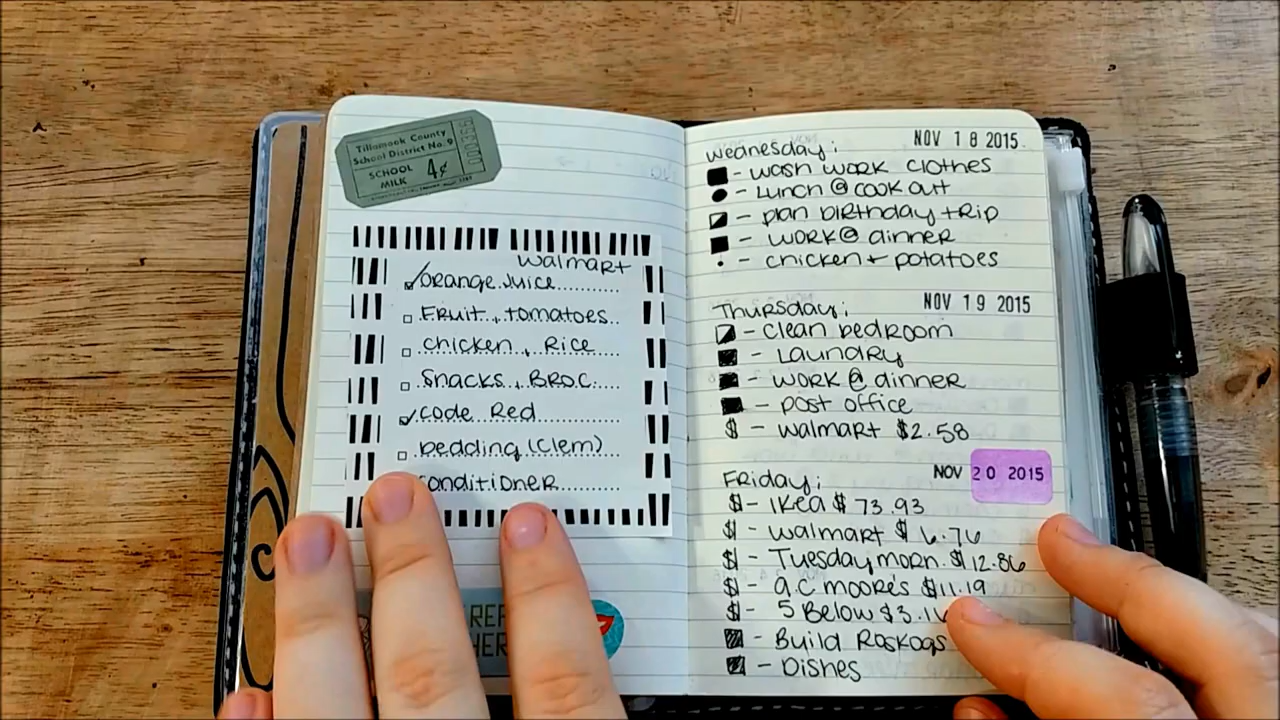 Tillamook County
School District No. 9
SCHOOL
MILK
4¢
Walmart
Orange Juice
Fruit, tomatoes
chicken, Rice
Snacks, BROC.
Code Red
bedding (Clem)
conditioner
NOV 18 2015
Wednesday:
- wash work clothes
- Lunch @ cook out
- plan birthday trip
- work @ dinner
- chicken + potatoes
NOV 19 2015
Thursday:
- clean bedroom
- Laundry
- work @ dinner
- post office
$ - walmart $2.58
NOV 20 2015
Friday:
$ - Ikea $73.93
$ - walmart $6.76
$ - Tuesday morn. $12.86
$ - a.c moore's $11.19
$ - 5 Below
- Build Raskogs
- Dishes